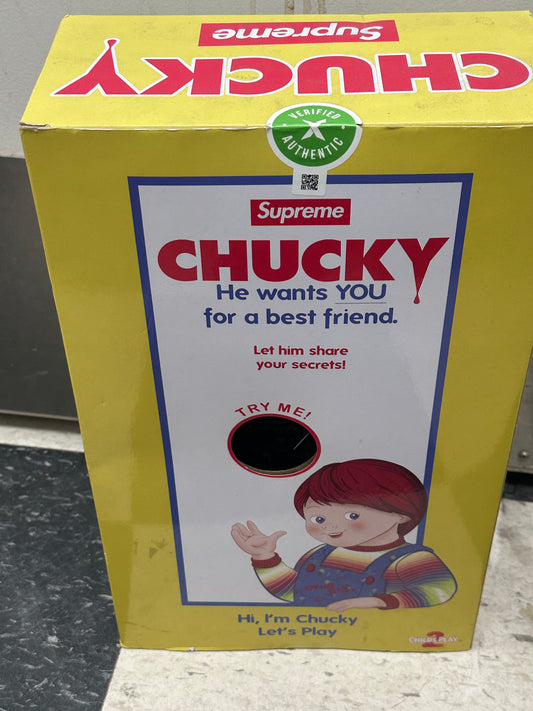 Supreme
CHUCKY
VERIFIED
X
AUTHENTIC
Supreme
CHUCKY
He wants YOU
for a best friend.
Let him share
your secrets!
TRY ME!
Hi, I'm Chucky
Let's Play
CHILD'S PLAY
2